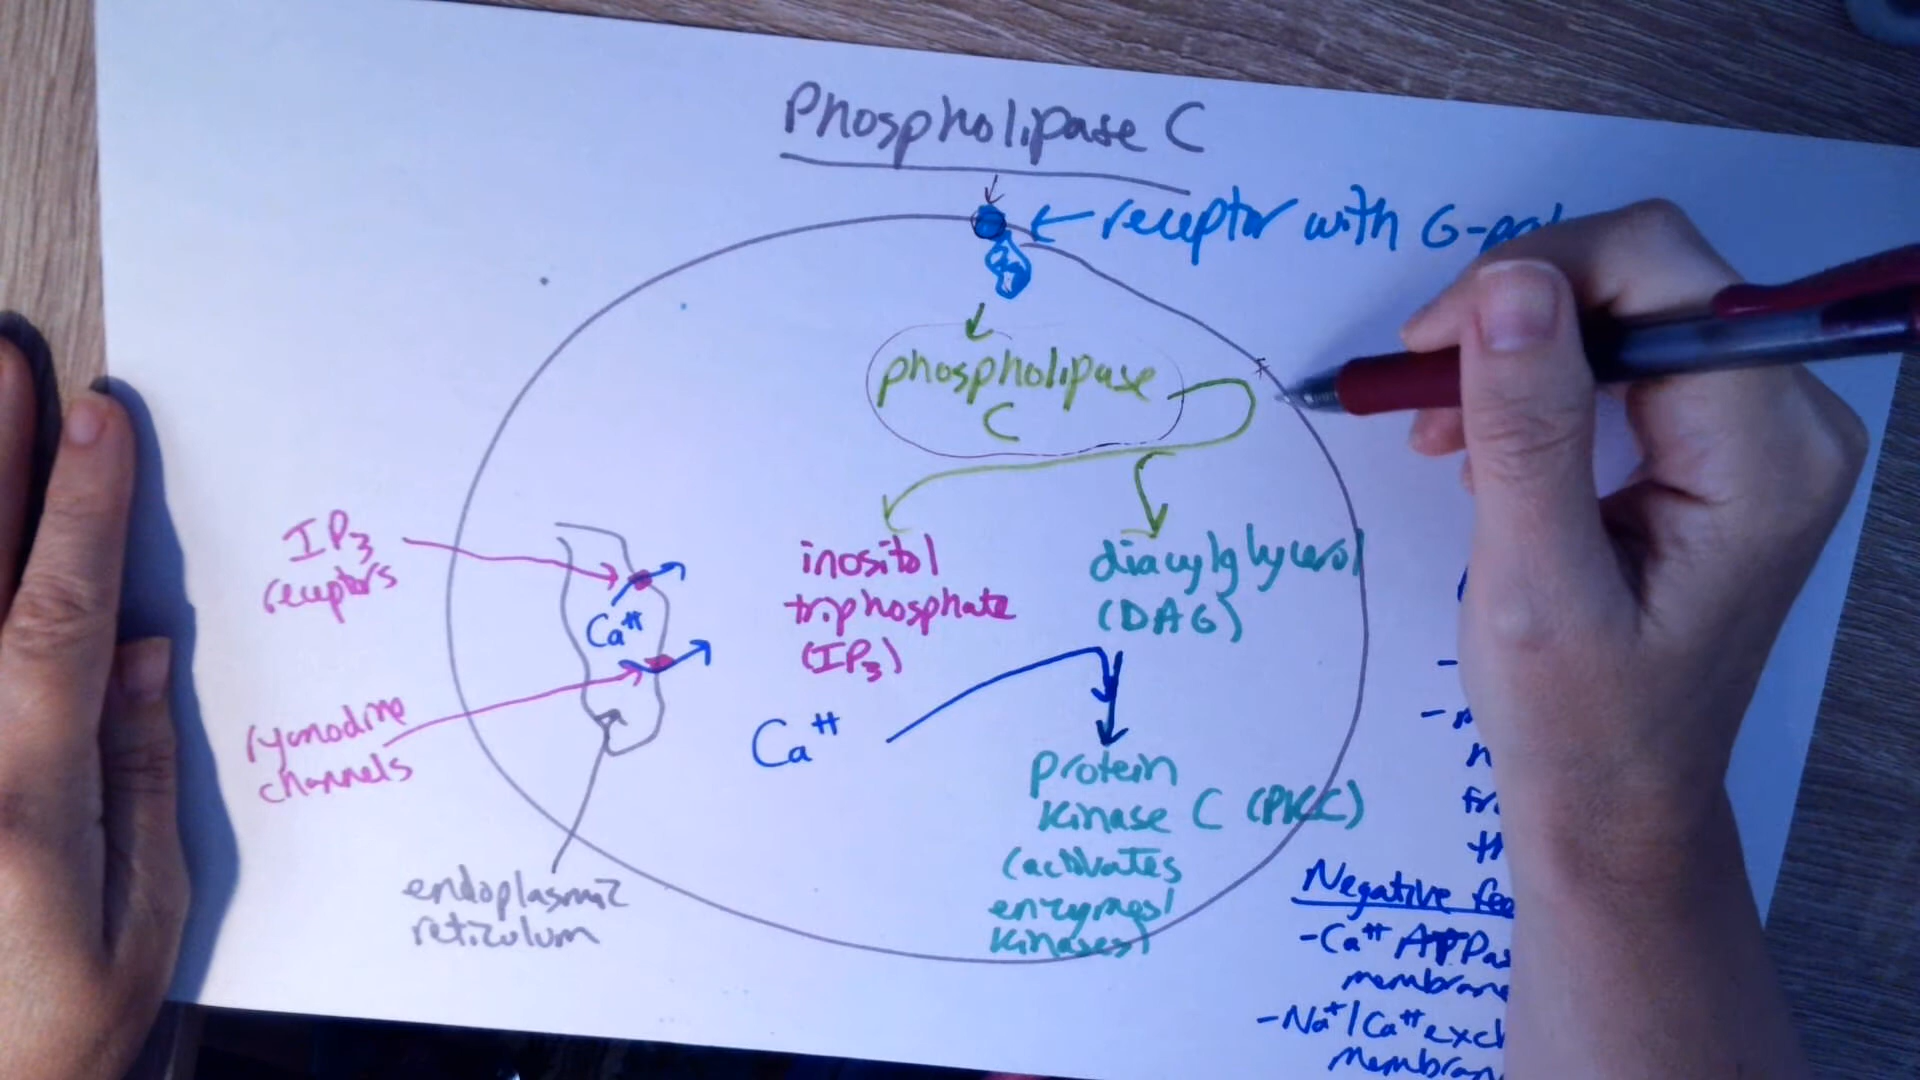 Phospholipase C
← receptor with G-
phospholipase
C
IP3
receptors
Ca++
inositol
triphosphate
(IP3)
diacylglycerol
(DAG)
ryanodine
channels
Ca++
protein
kinase C (PKC)
(activates
enzymes/
kinases)
endoplasmic
reticulum
Negative
-Ca++
membrane
-Na+/Ca++